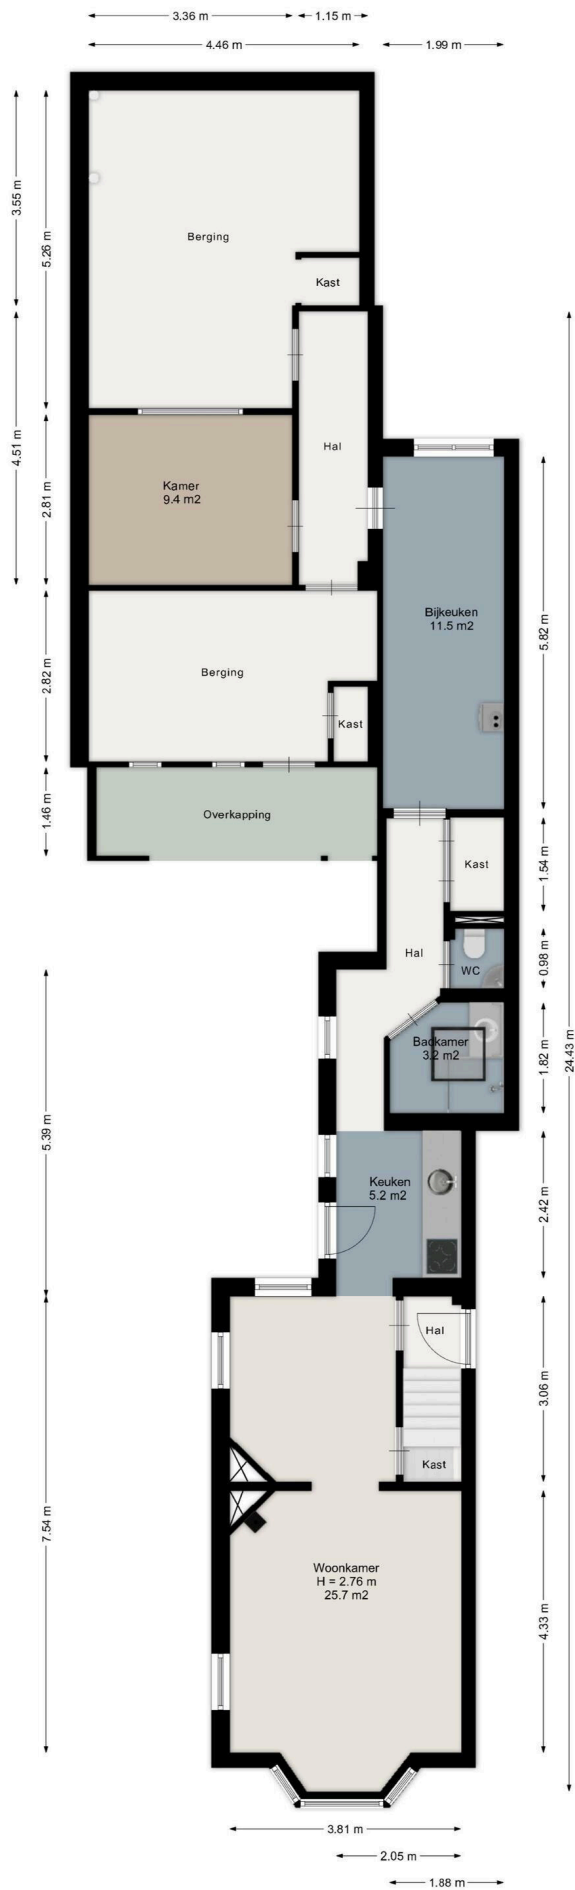 3.36 m
1.15 m
4.46 m
1.99 m
3.55 m
5.26 m
Berging
Kast
4.51 m
Hal
2.81 m
Kamer
9.4 m2
Bijkeuken
11.5 m2
5.82 m
2.82 m
Berging
Kast
1.46 m
Overkapping
1.54 m
Kast
Hal
0.98 m
WC
Badkamer
3.2 m2
1.82 m
24.43 m
5.39 m
Keuken
5.2 m2
2.42 m
Hal
3.06 m
Kast
7.54 m
Woonkamer
H = 2.76 m
25.7 m2
4.33 m
3.81 m
2.05 m
1.88 m